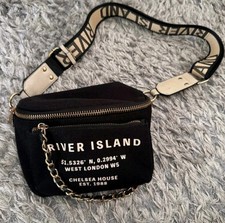 RIVER ISLAND
RIVER ISLAND
51.5326° N, 0.2994° W
WEST LONDON W5
CHELSEA HOUSE
EST. 1988